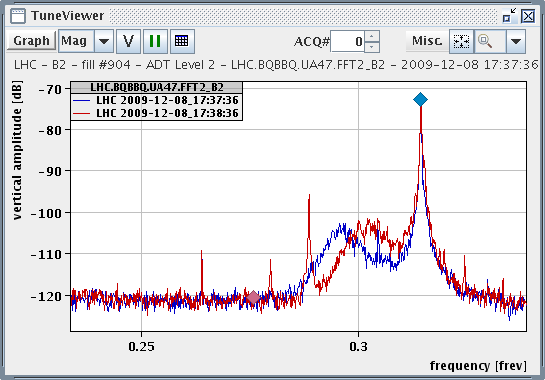 TuneViewer
Graph Mag V ACQ# 0 Misc.
LHC - B2 - fill #904 - ADT Level 2 - LHC.BQBBQ.UA47.FFT2_B2 - 2009-12-08 17:37:36
LHC.BQBBQ.UA47.FFT2_B2
LHC 2009-12-08_17:37:36
LHC 2009-12-08_17:38:36
vertical amplitude [dB]
-70
-80
-90
-100
-110
-120
0.25 0.3
frequency [frev]